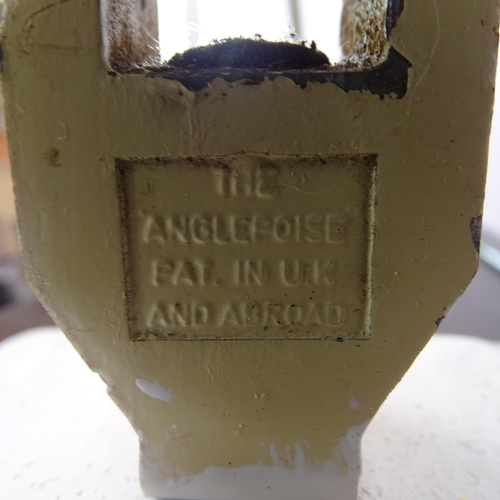 THE
ANGLEPOISE
PAT. IN U.K
AND ABROAD